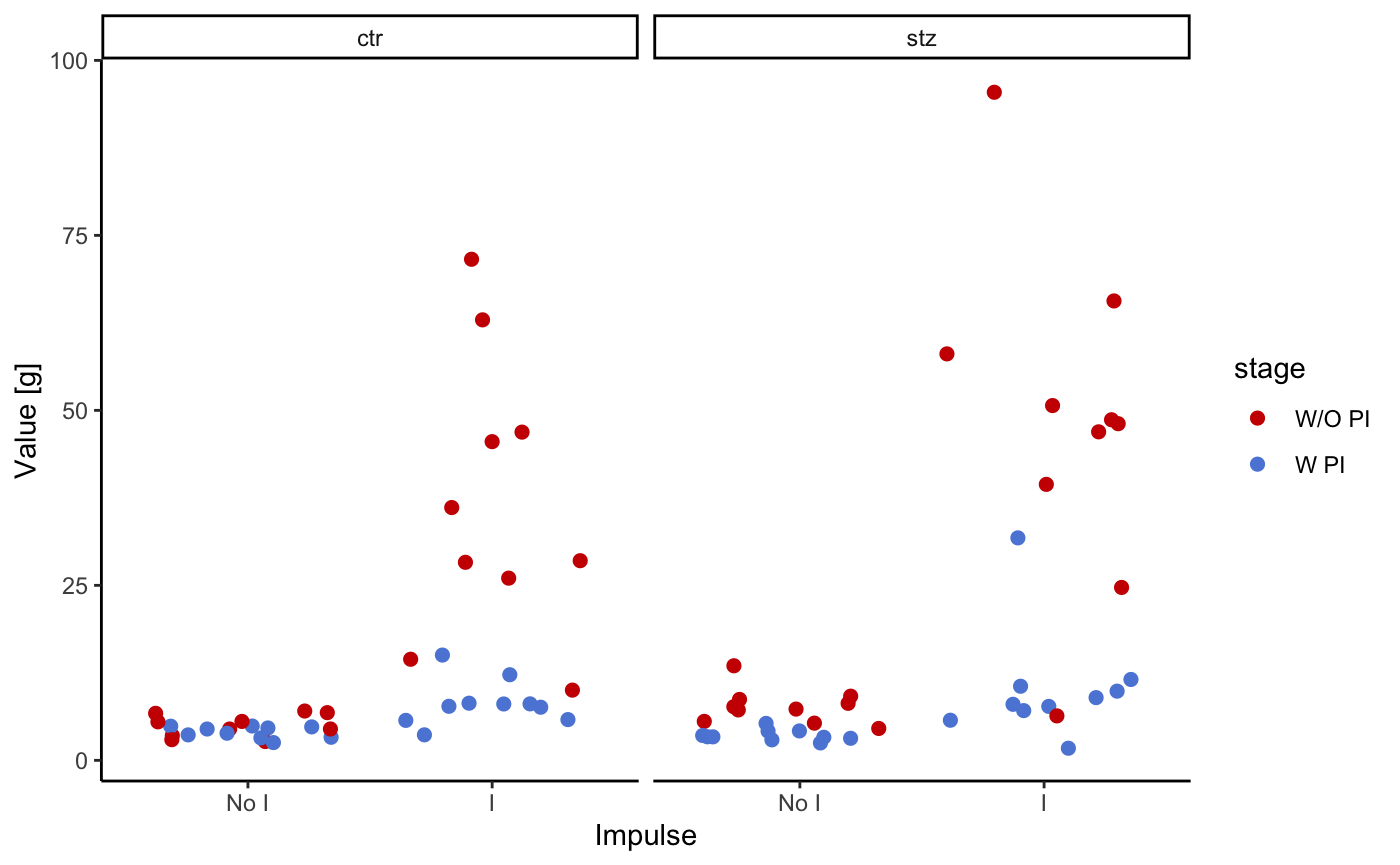 ctr
stz
100
75
50
25
0
Value [g]
No I
I
No I
I
Impulse
stage
W/O PI
W PI